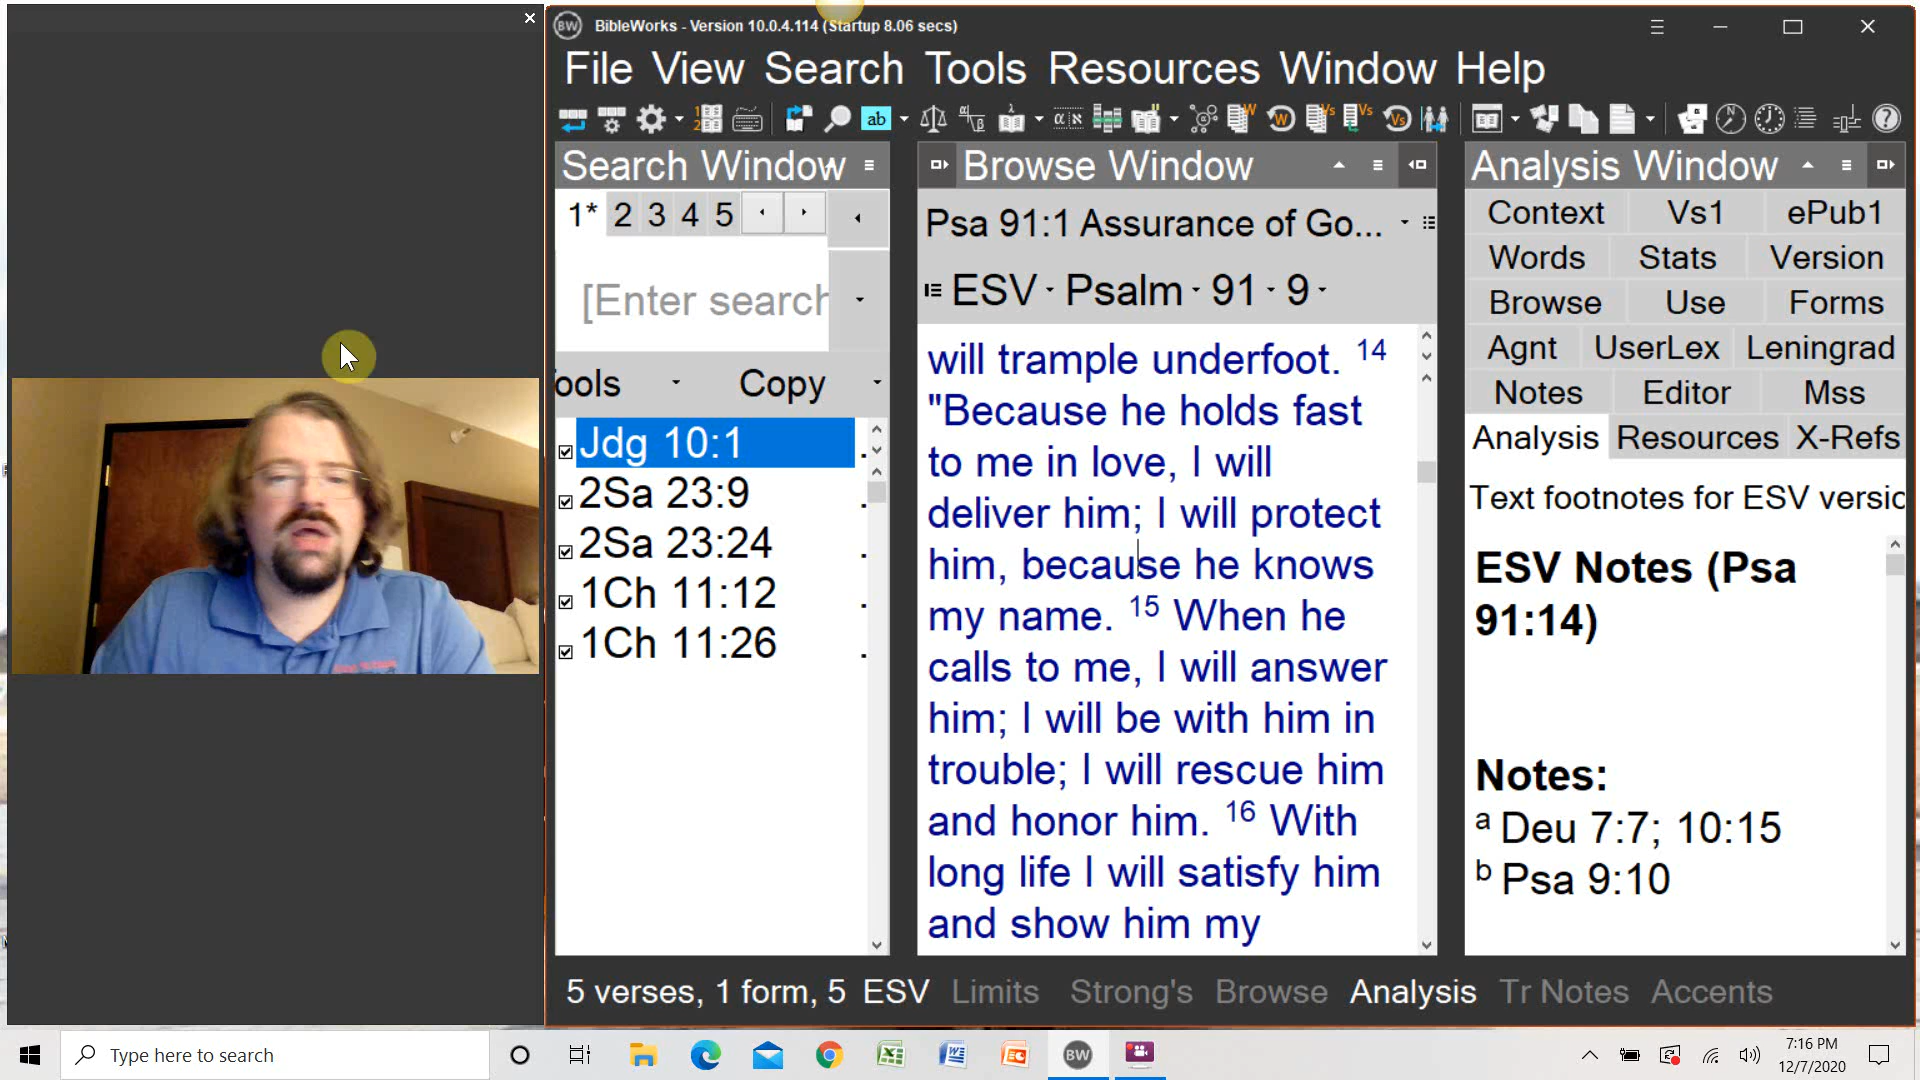 BibleWorks - Version 10.0.4.114 (Startup 8.06 secs)
File View Search Tools Resources Window Help
Search Window
1* 2 3 4 5
[Enter search
ools Copy
Jdg 10:1 .
2Sa 23:9 .
2Sa 23:24 .
1Ch 11:12 .
1Ch 11:26 .
Browse Window
Psa 91:1 Assurance of Go...
ESV Psalm 91 9
will trample underfoot. 14
"Because he holds fast
to me in love, I will
deliver him; I will protect
him, because he knows
my name. 15 When he
calls to me, I will answer
him; I will be with him in
trouble; I will rescue him
and honor him. 16 With
long life I will satisfy him
and show him my
Analysis Window
Context Vs1 ePub1
Words Stats Version
Browse Use Forms
Agnt UserLex Leningrad
Notes Editor Mss
Analysis Resources X-Refs
Text footnotes for ESV versio
ESV Notes (Psa
91:14)
Notes:
a Deu 7:7; 10:15
b Psa 9:10
5 verses, 1 form, 5 ESV Limits Strong's Browse Analysis Tr Notes Accents
Type here to search
BW
7:16 PM
12/7/2020